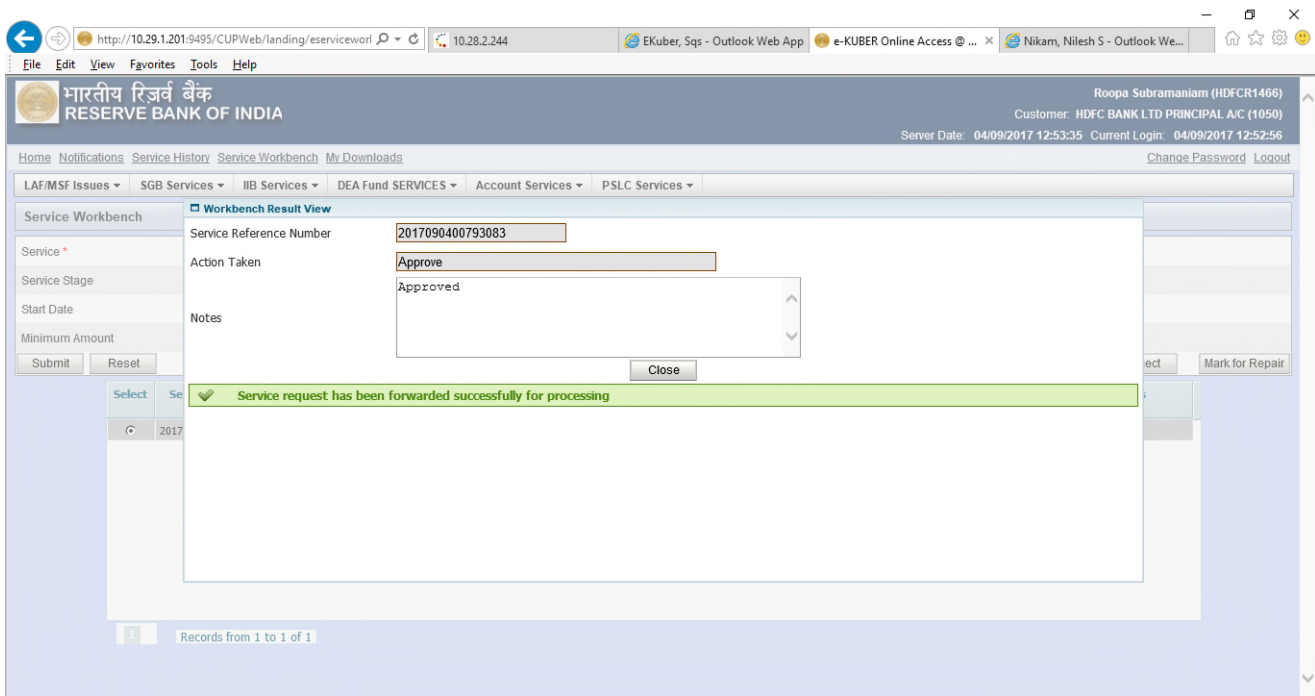 http://10.29.1.201:9495/CUPWeb/landing/eserviceworl
10.28.2.244
EKuber, Sqs - Outlook Web App
e-KUBER Online Access @ ...
Nikam, Nilesh S - Outlook We...
File Edit View Favorites Tools Help
भारतीय रिज़र्व बैंक
RESERVE BANK OF INDIA
Roopa Subramaniam (HDFCR1466)
Customer: HDFC BANK LTD PRINCIPAL A/C (1050)
Server Date: 04/09/2017 12:53:35 Current Login: 04/09/2017 12:52:56
Home Notifications Service History Service Workbench My Downloads
Change Password Logout
LAF/MSF Issues SGB Services IIB Services DEA Fund SERVICES Account Services PSLC Services
Service Workbench
Workbench Result View
Service Reference Number 2017090400793083
Service *
Action Taken Approve
Service Stage
Approved
Start Date
Notes
Minimum Amount
Submit Reset
Close
ect
Mark for Repair
Select Se
Service request has been forwarded successfully for processing
2017
1 Records from 1 to 1 of 1